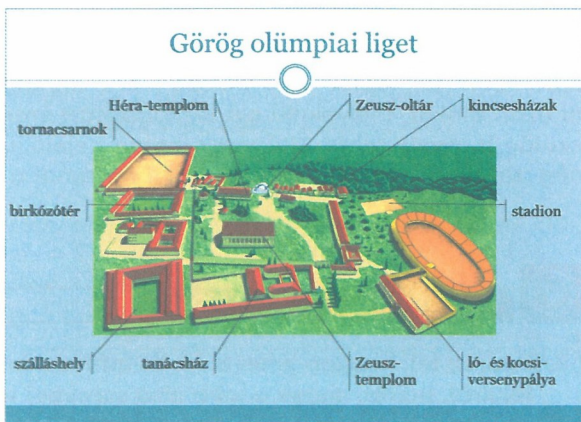 Görög olümpiai liget
Héra-templom
Zeusz-oltár
kincsesházak
tornacsarnok
birkózótér
stadion
szálláshely
tanácsház
Zeusz-
templom
ló- és kocsi-
versenypálya